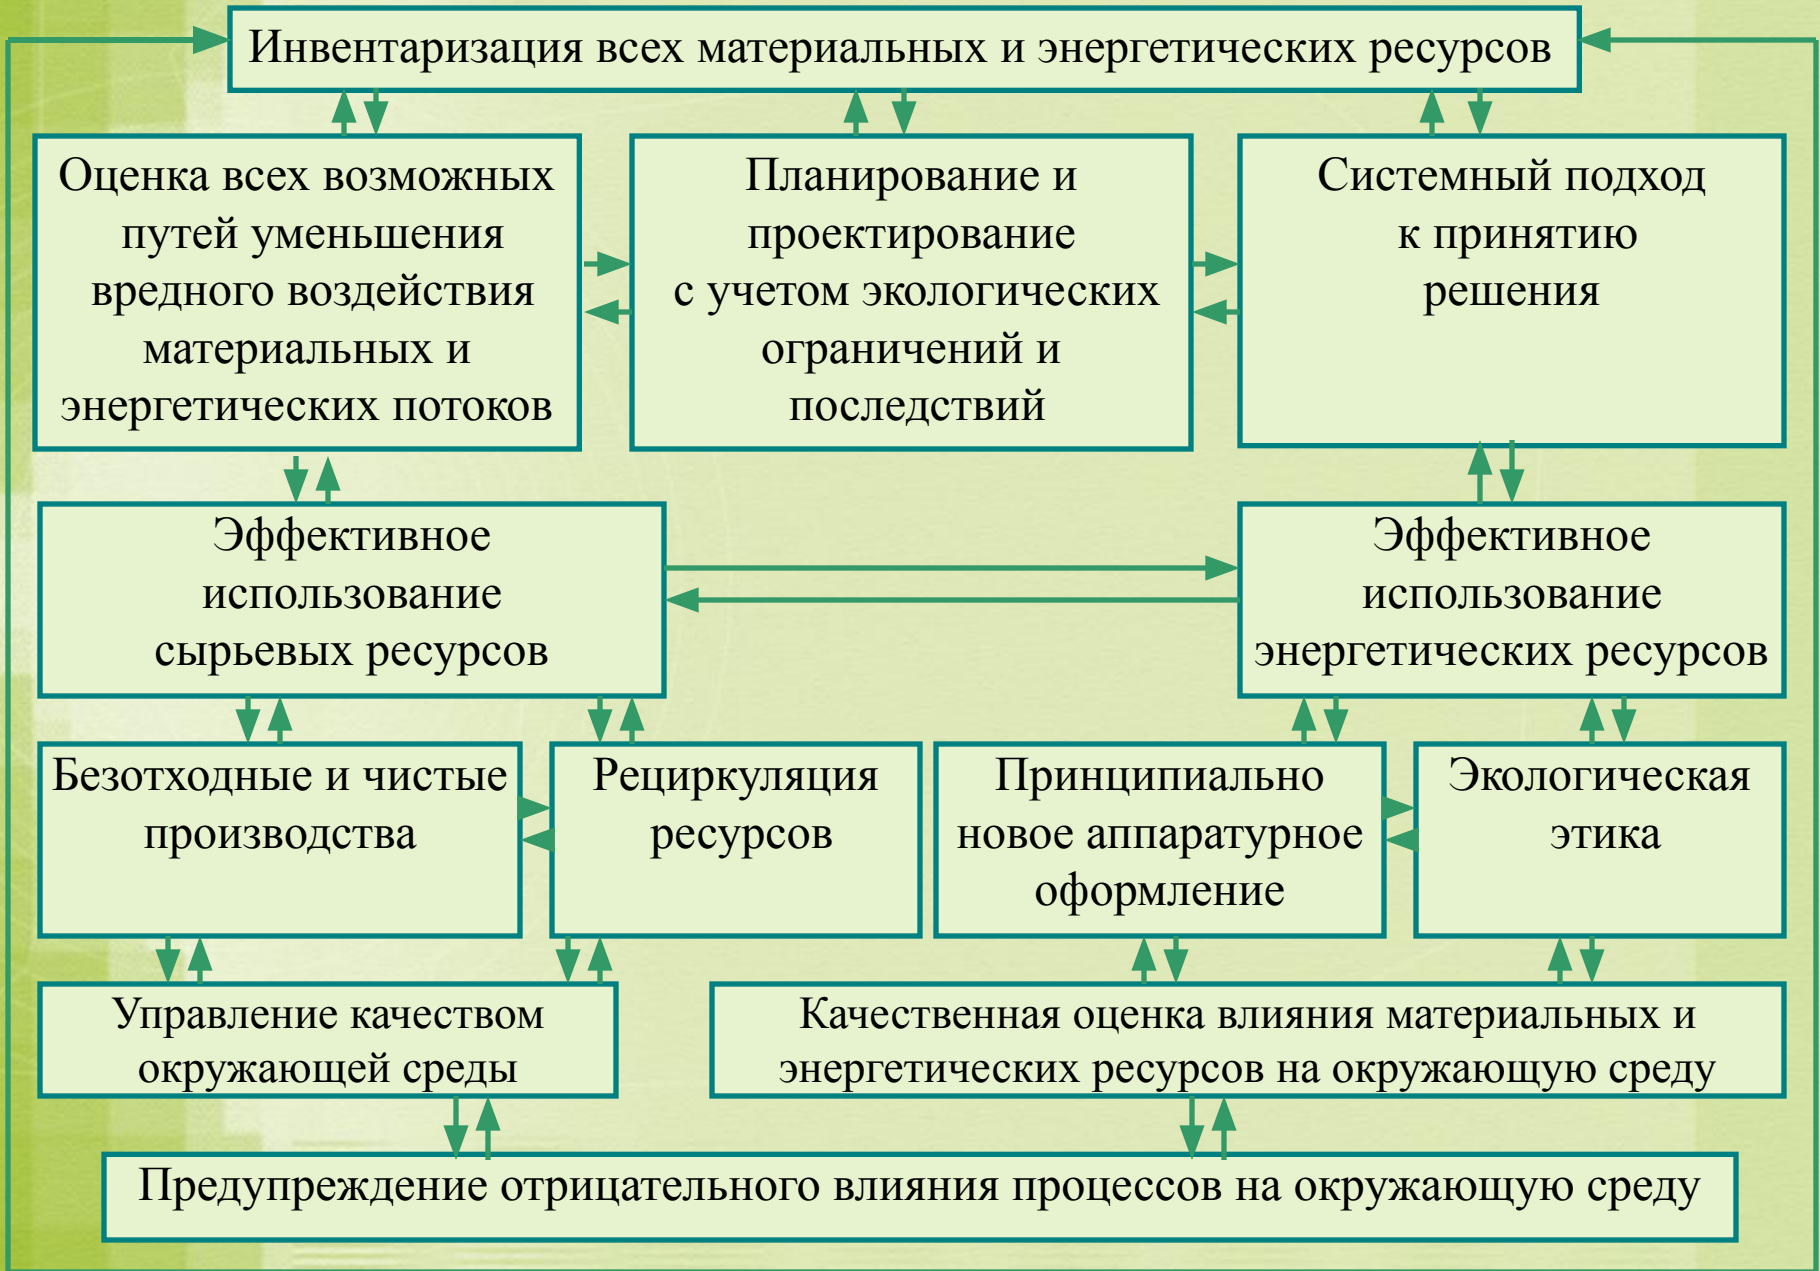 Инвентаризация всех материальных и энергетических ресурсов
Оценка всех возможных
путей уменьшения
вредного воздействия
материальных и
энергетических потоков
Планирование и
проектирование
с учетом экологических
ограничений и
последствий
Системный подход
к принятию
решения
Эффективное
использование
сырьевых ресурсов
Эффективное
использование
энергетических ресурсов
Безотходные и чистые
производства
Рециркуляция
ресурсов
Принципиально
новое аппаратурное
оформление
Экологическая
этика
Управление качеством
окружающей среды
Качественная оценка влияния материальных и
энергетических ресурсов на окружающую среду
Предупреждение отрицательного влияния процессов на окружающую среду